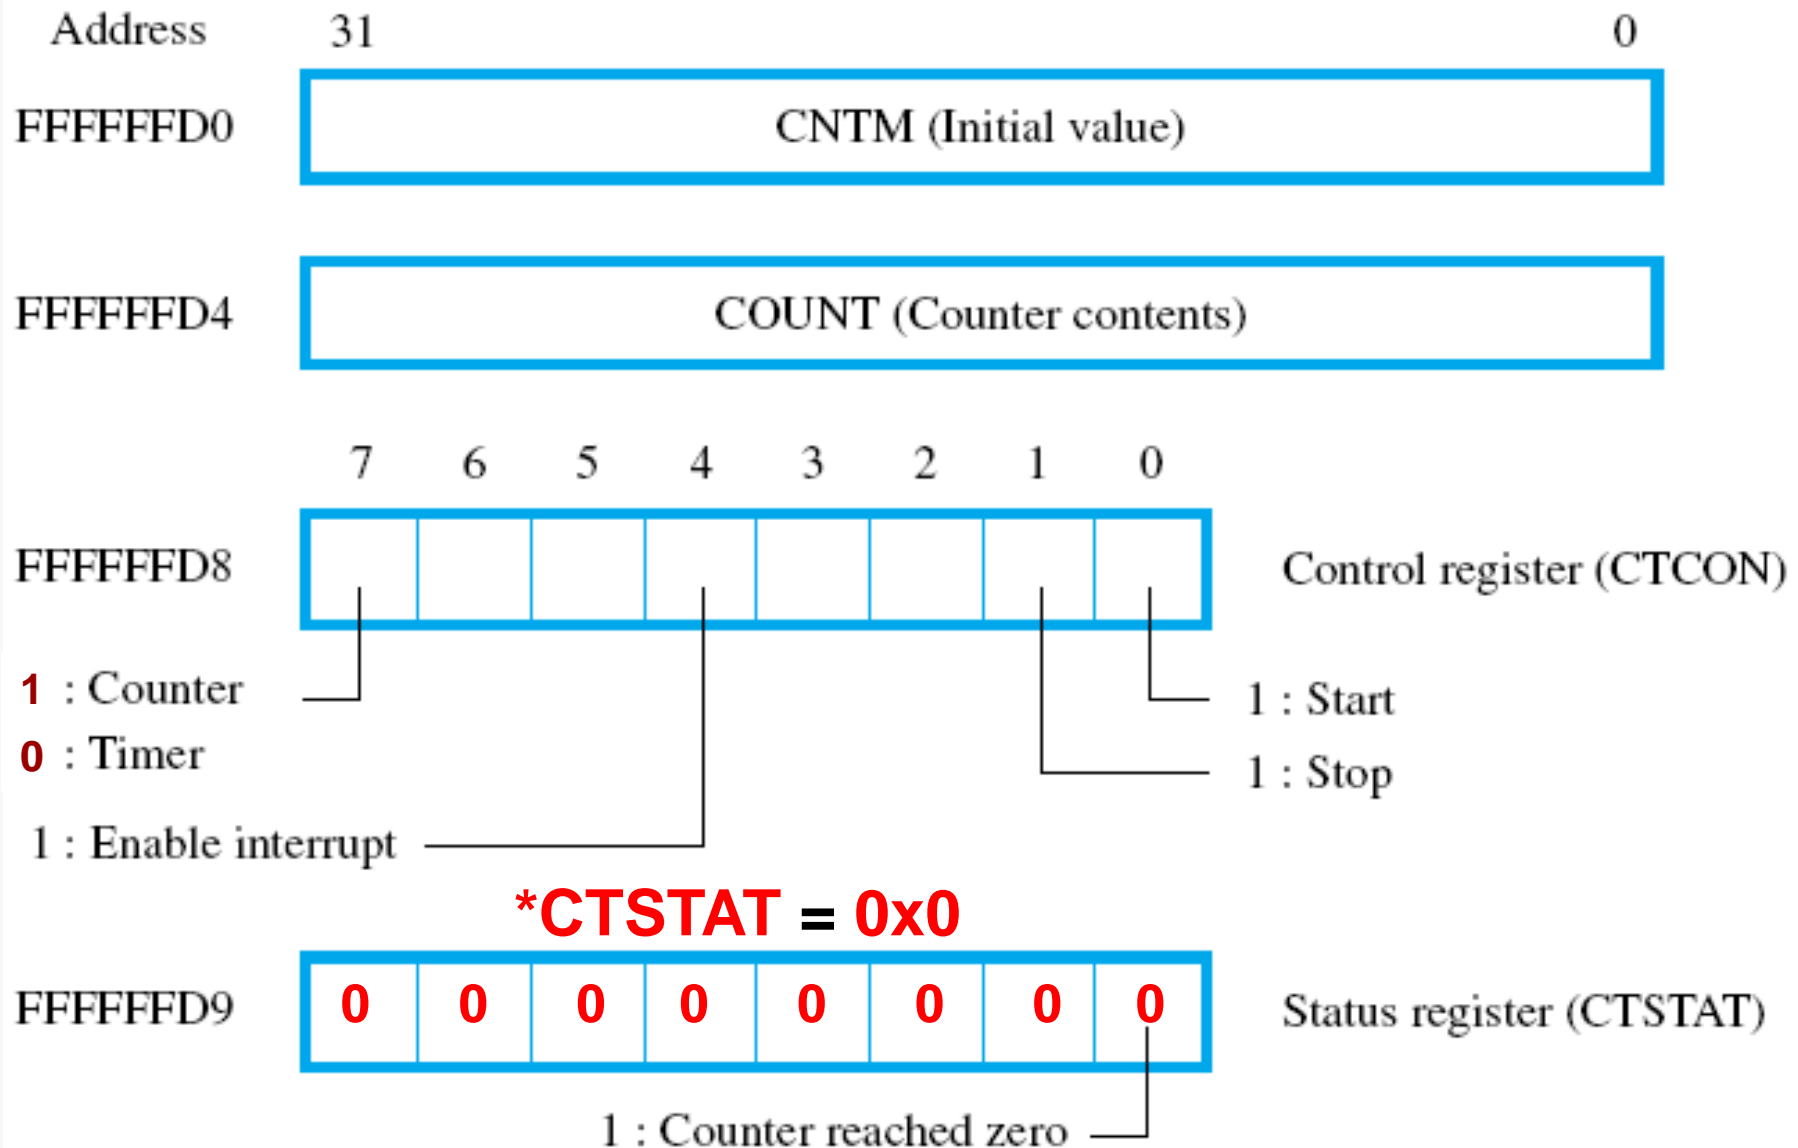 Address 31 0
FFFFFFD0 CNTM (Initial value)
FFFFFFD4 COUNT (Counter contents)
7 6 5 4 3 2 1 0
FFFFFFD8 Control register (CTCON)
1 : Counter 1 : Start
0 : Timer 1 : Stop
1 : Enable interrupt
*CTSTAT = 0x0
FFFFFFD9 0 0 0 0 0 0 0 0 Status register (CTSTAT)
1 : Counter reached zero